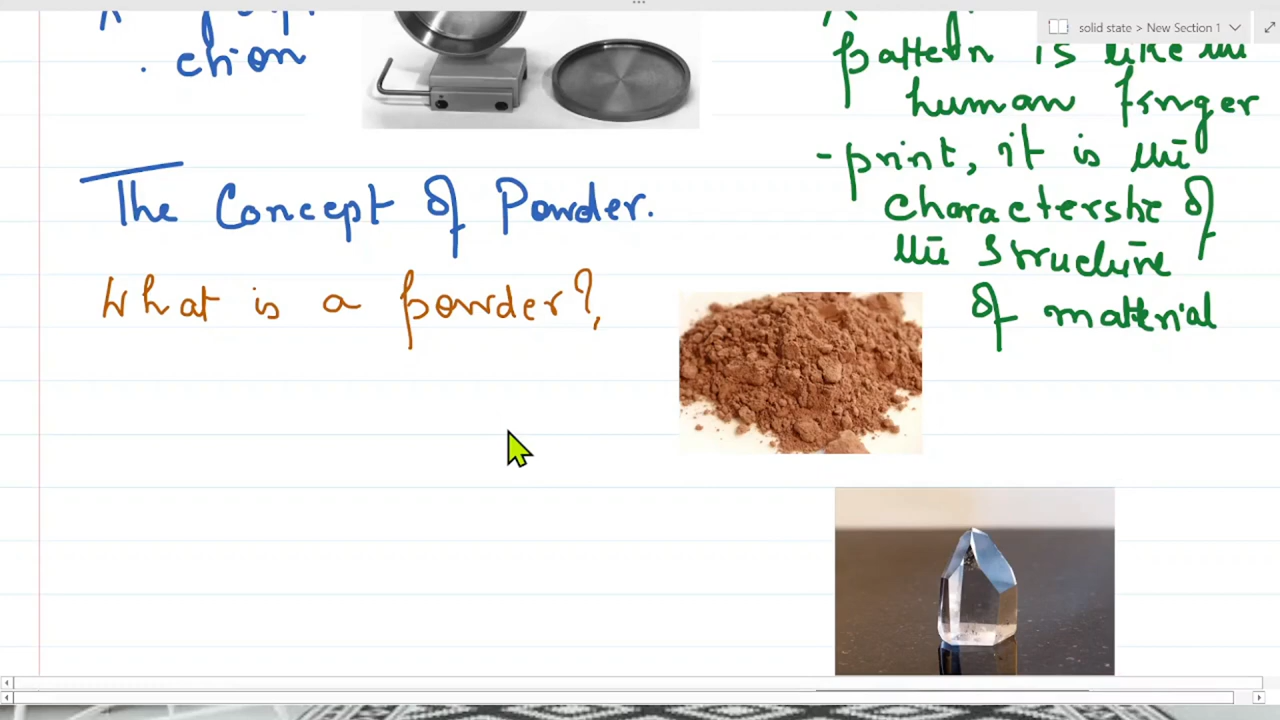 solid state > New Section 1
. ction
The Concept of Powder.
What is a powder?,
pattern is like the
human finger
- print, it is the
characterstic of
the structure
of material